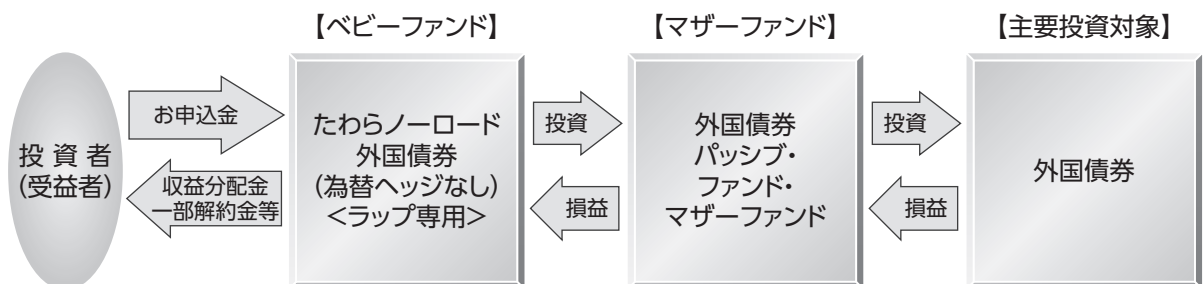 【ベビーファンド】
【マザーファンド】
【主要投資対象】
投資者
(受益者)
お申込金
収益分配金
一部解約金等
たわらノーロード
外国債券
(為替ヘッジなし)
<ラップ専用>
投資
損益
外国債券
パッシブ・
ファンド・
マザーファンド
投資
損益
外国債券